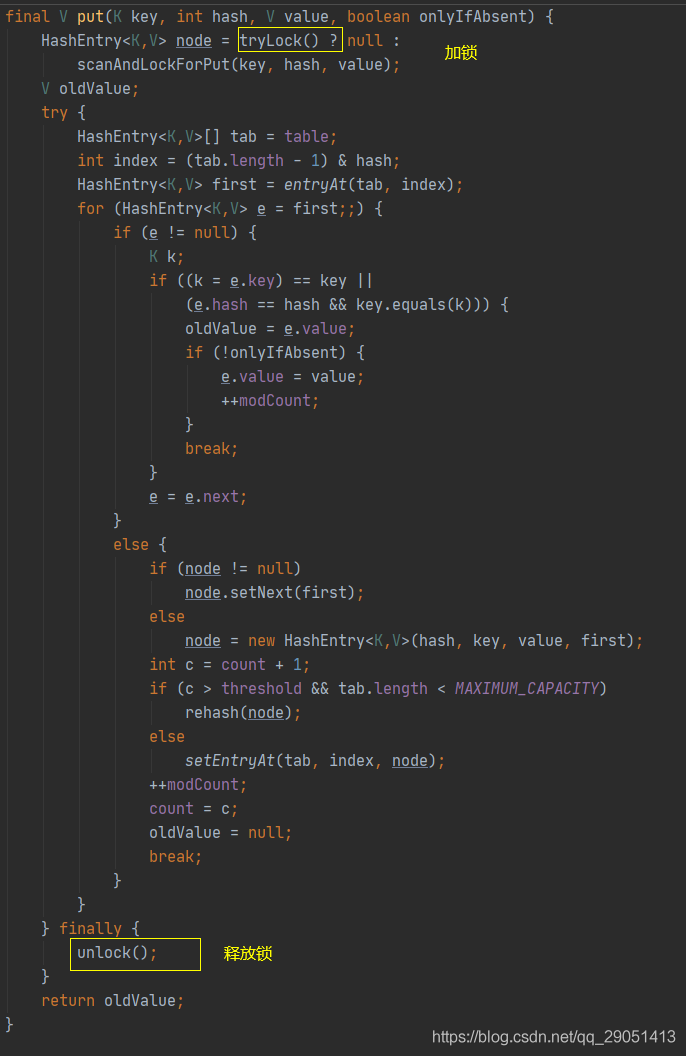 final V put(K key, int hash, V value, boolean onlyIfAbsent) {
    HashEntry<K,V> node = tryLock() ? null :
        scanAndLockForPut(key, hash, value);
加锁
    V oldValue;
    try {
        HashEntry<K,V>[] tab = table;
        int index = (tab.length - 1) & hash;
        HashEntry<K,V> first = entryAt(tab, index);
        for (HashEntry<K,V> e = first;;) {
            if (e != null) {
                K k;
                if ((k = e.key) == key ||
                    (e.hash == hash && key.equals(k))) {
                    oldValue = e.value;
                    if (!onlyIfAbsent) {
                        e.value = value;
                        ++modCount;
                    }
                    break;
                }
                e = e.next;
            }
            else {
                if (node != null)
                    node.setNext(first);
                else
                    node = new HashEntry<K,V>(hash, key, value, first);
                int c = count + 1;
                if (c > threshold && tab.length < MAXIMUM_CAPACITY)
                    rehash(node);
                else
                    setEntryAt(tab, index, node);
                ++modCount;
                count = c;
                oldValue = null;
                break;
            }
        }
    } finally {
        unlock(); 释放锁
    }
    return oldValue;
}
https://blog.csdn.net/qq_29051413